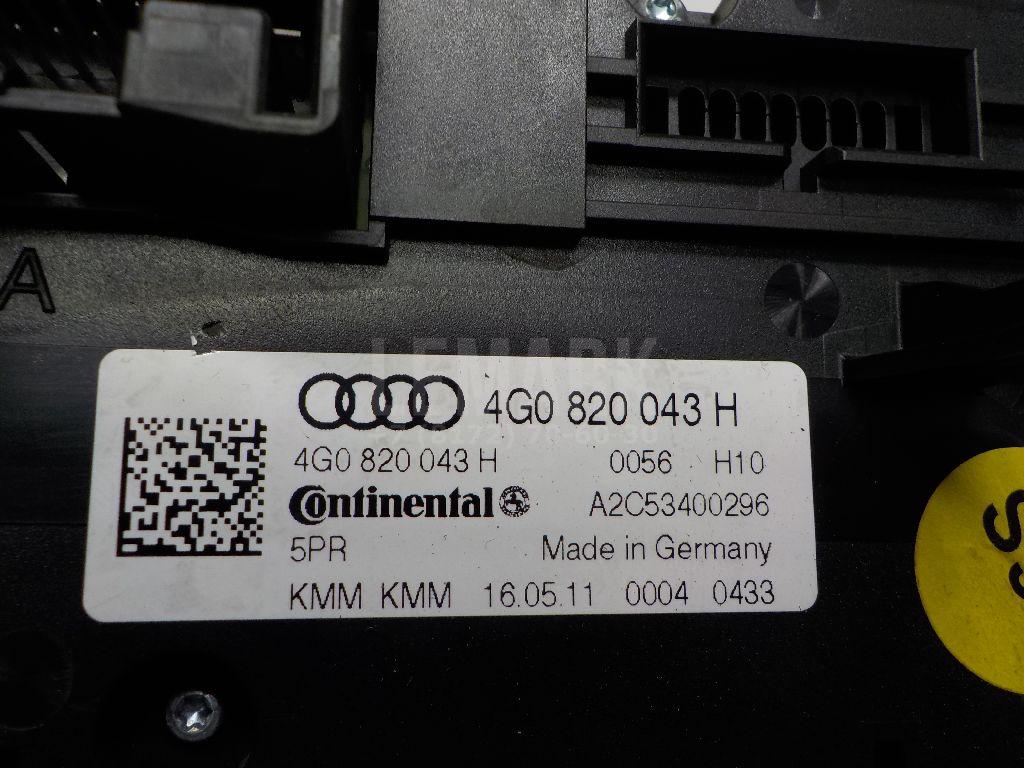 A
LEMARK
4G0 820 043 H
4G0 820 043 H 0056 H10
Continental A2C53400296
5PR Made in Germany
KMM KMM 16.05.11 0004 0433